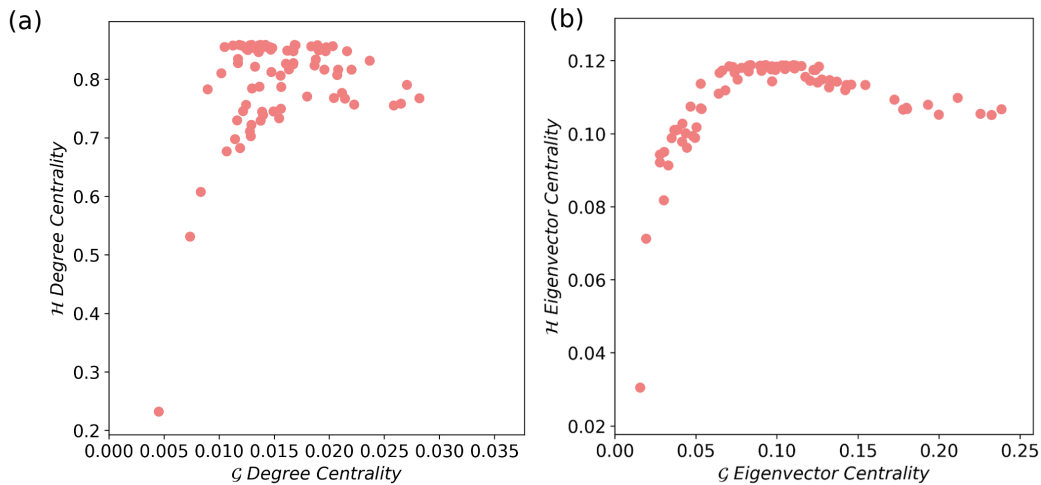 (a)
0.8
0.7
0.6
0.5
0.4
0.3
0.2
ℋ Degree Centrality
0.000 0.005 0.010 0.015 0.020 0.025 0.030 0.035
𝒢 Degree Centrality
(b)
0.12
0.10
0.08
0.06
0.04
0.02
ℋ Eigenvector Centrality
0.00 0.05 0.10 0.15 0.20 0.25
𝒢 Eigenvector Centrality